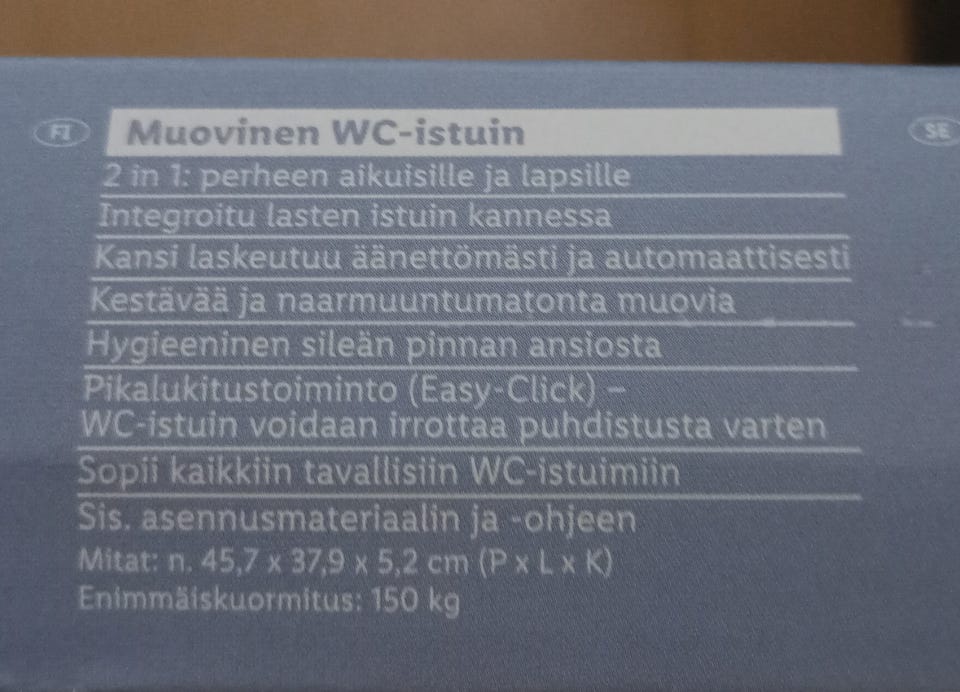 FI
Muovinen WC-istuin
SE
2 in 1: perheen aikuisille ja lapsille
Integroitu lasten istuin kannessa
Kansi laskeutuu äänettömästi ja automaattisesti
Kestävää ja naarmuuntumatonta muovia
Hygieeninen sileän pinnan ansiosta
Pikalukitustoiminto (Easy-Click) –
WC-istuin voidaan irrottaa puhdistusta varten
Sopii kaikkiin tavallisiin WC-istuimiin
Sis. asennusmateriaalin ja -ohjeen
Mitat: n. 45,7 x 37,9 x 5,2 cm (P x L x K)
Enimmäiskuormitus: 150 kg